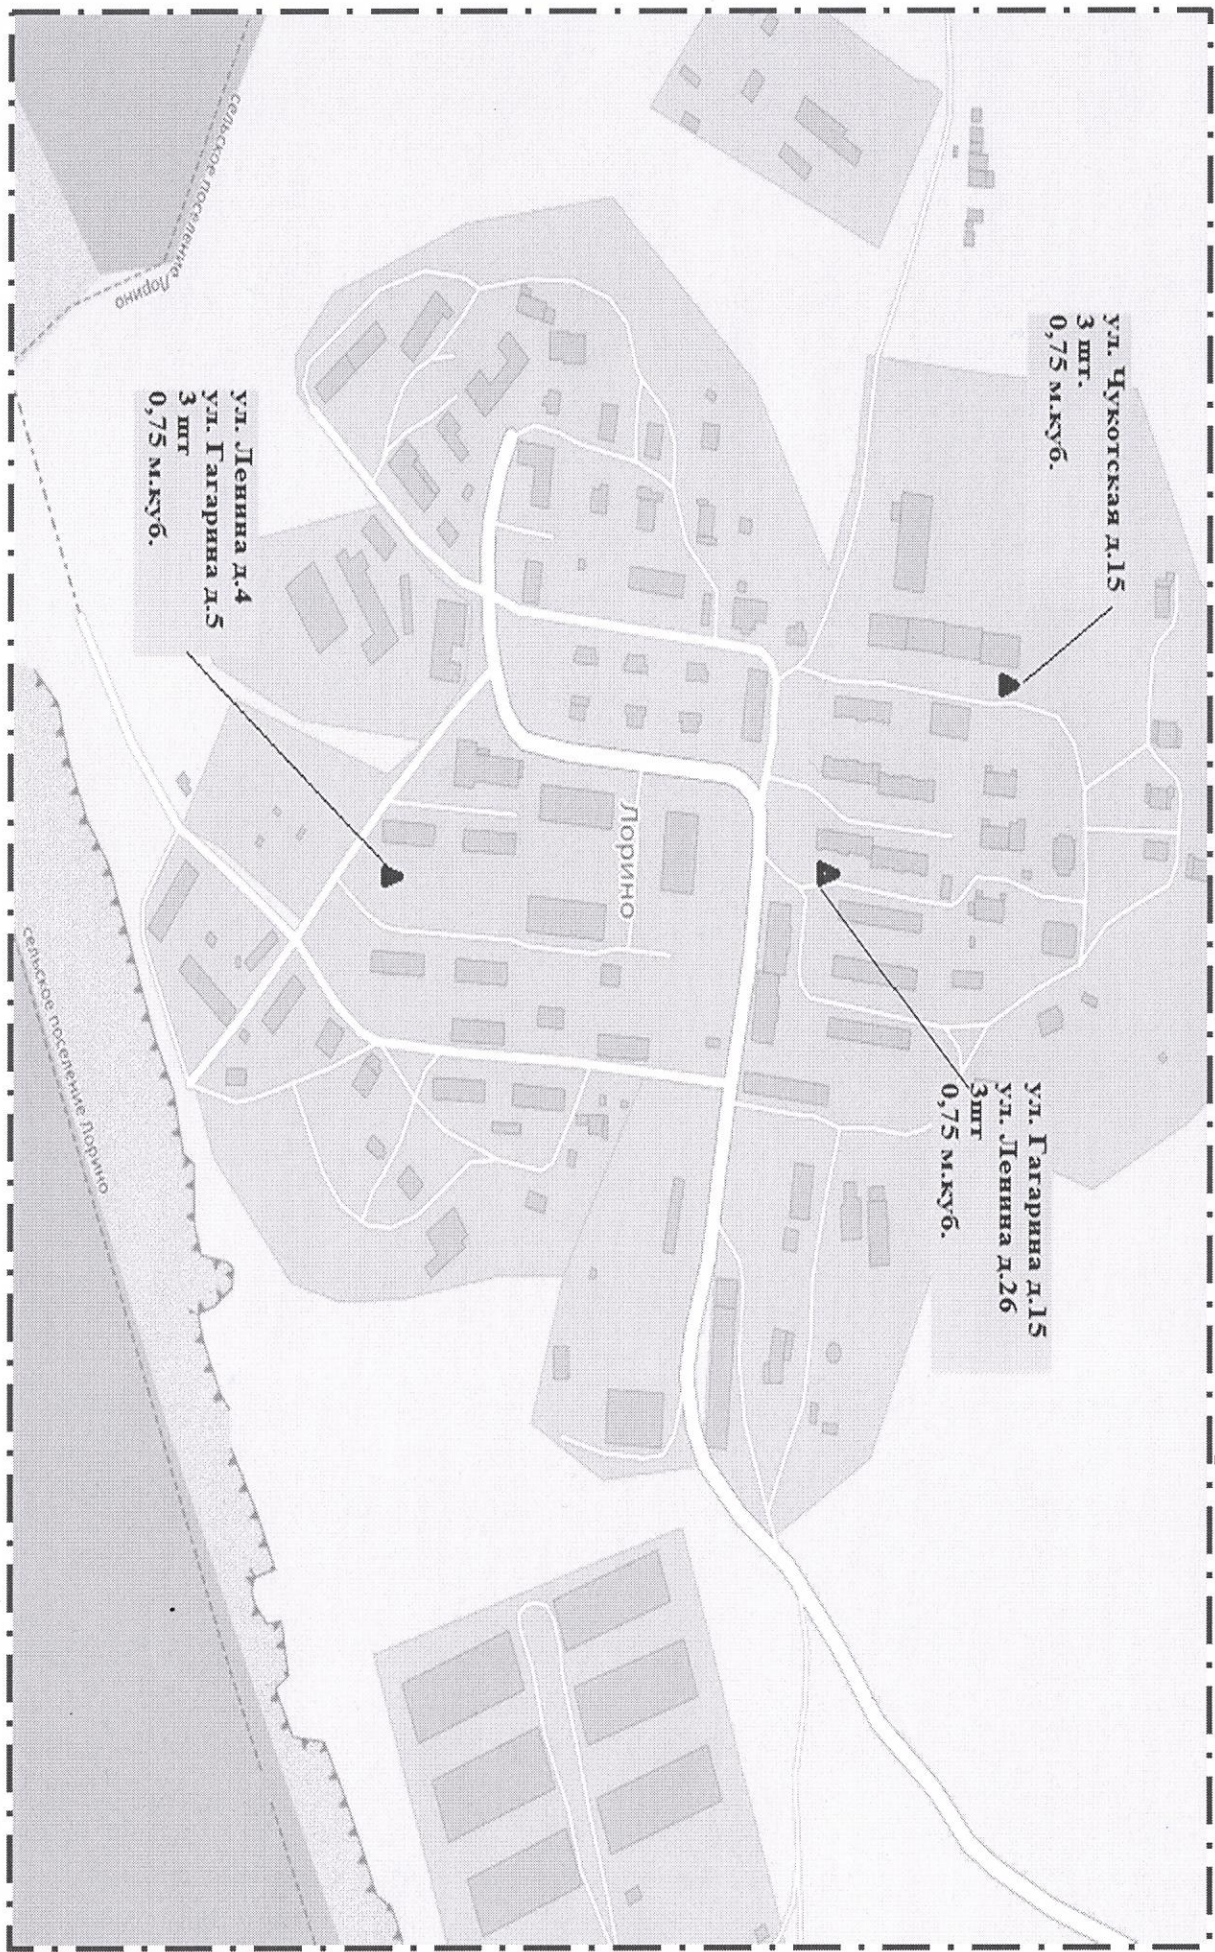 ул. Чукотская д.15
3 шт.
0,75 м.куб.
ул. Гагарина д.15
ул. Ленина д.26
3шт
0,75 м.куб.
ул. Ленина д.4
ул. Гагарина д.5
3 шт
0,75 м.куб.
Лорино
сельское поселение Лорино
сельское поселение Лорино